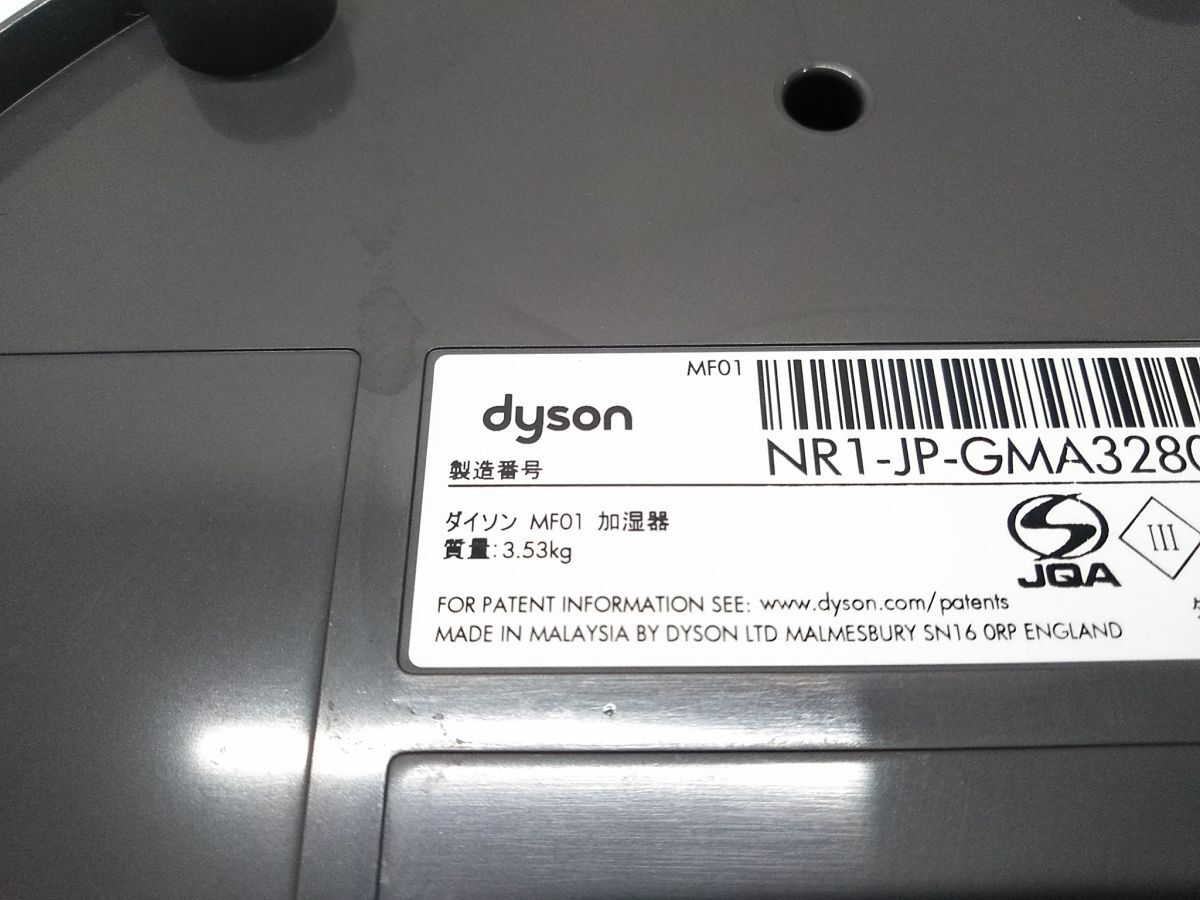 MF01
dyson
製造番号 NR1-JP-GMA3280
ダイソン MF01 加湿器
質量: 3.53kg
JQA
III
FOR PATENT INFORMATION SEE: www.dyson.com/patents
MADE IN MALAYSIA BY DYSON LTD MALMESBURY SN16 0RP ENGLAND